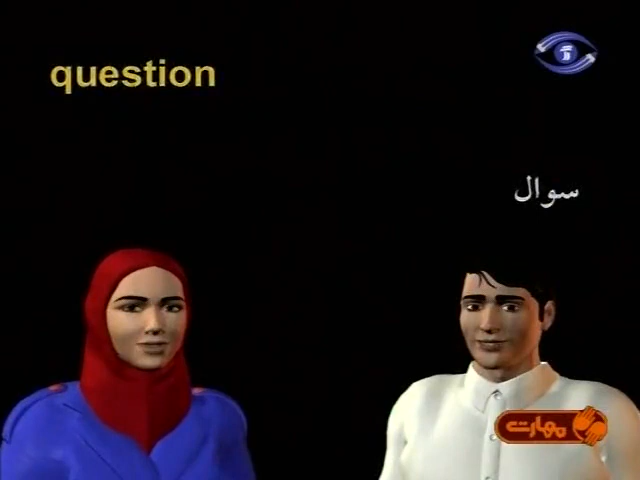 question
سوال
مهارت